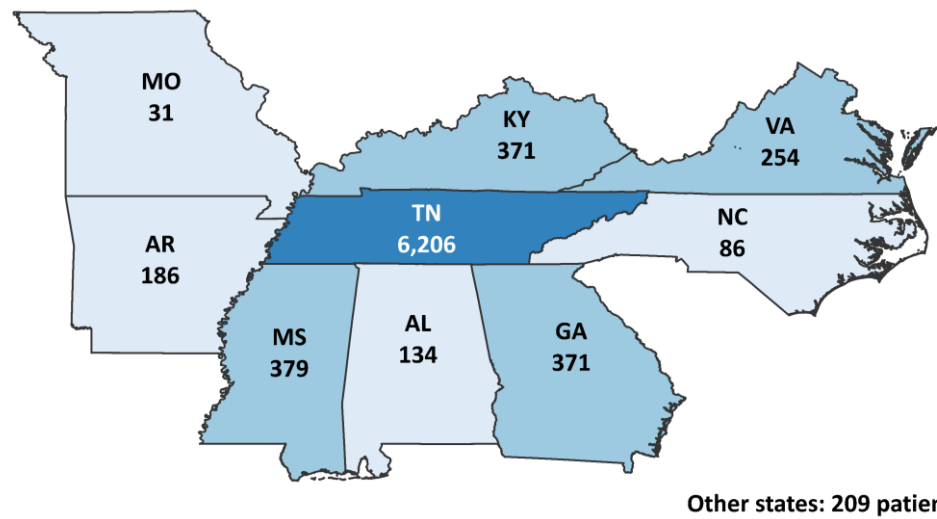 MO
31
KY
371
VA
254
TN
6,206
NC
86
AR
186
MS
379
AL
134
GA
371
Other states: 209 patier